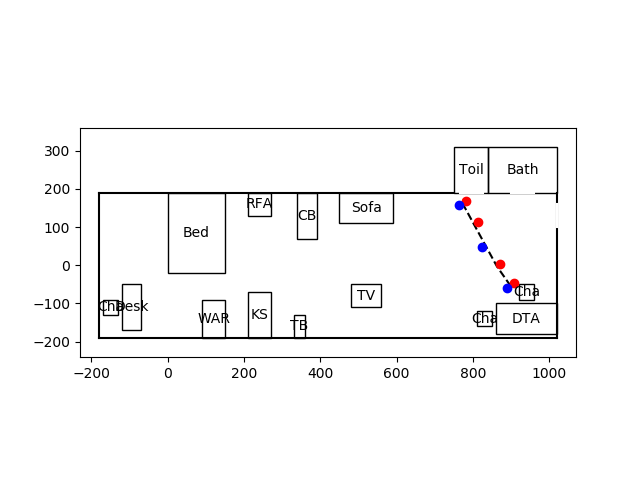 300
200
100
0
−100
−200
−200
0
200
400
600
800
1000
Toil
Bath
RFA
CB
Sofa
Bed
Cha
Desk
WAR
KS
TB
TV
Cha
Cha
DTA